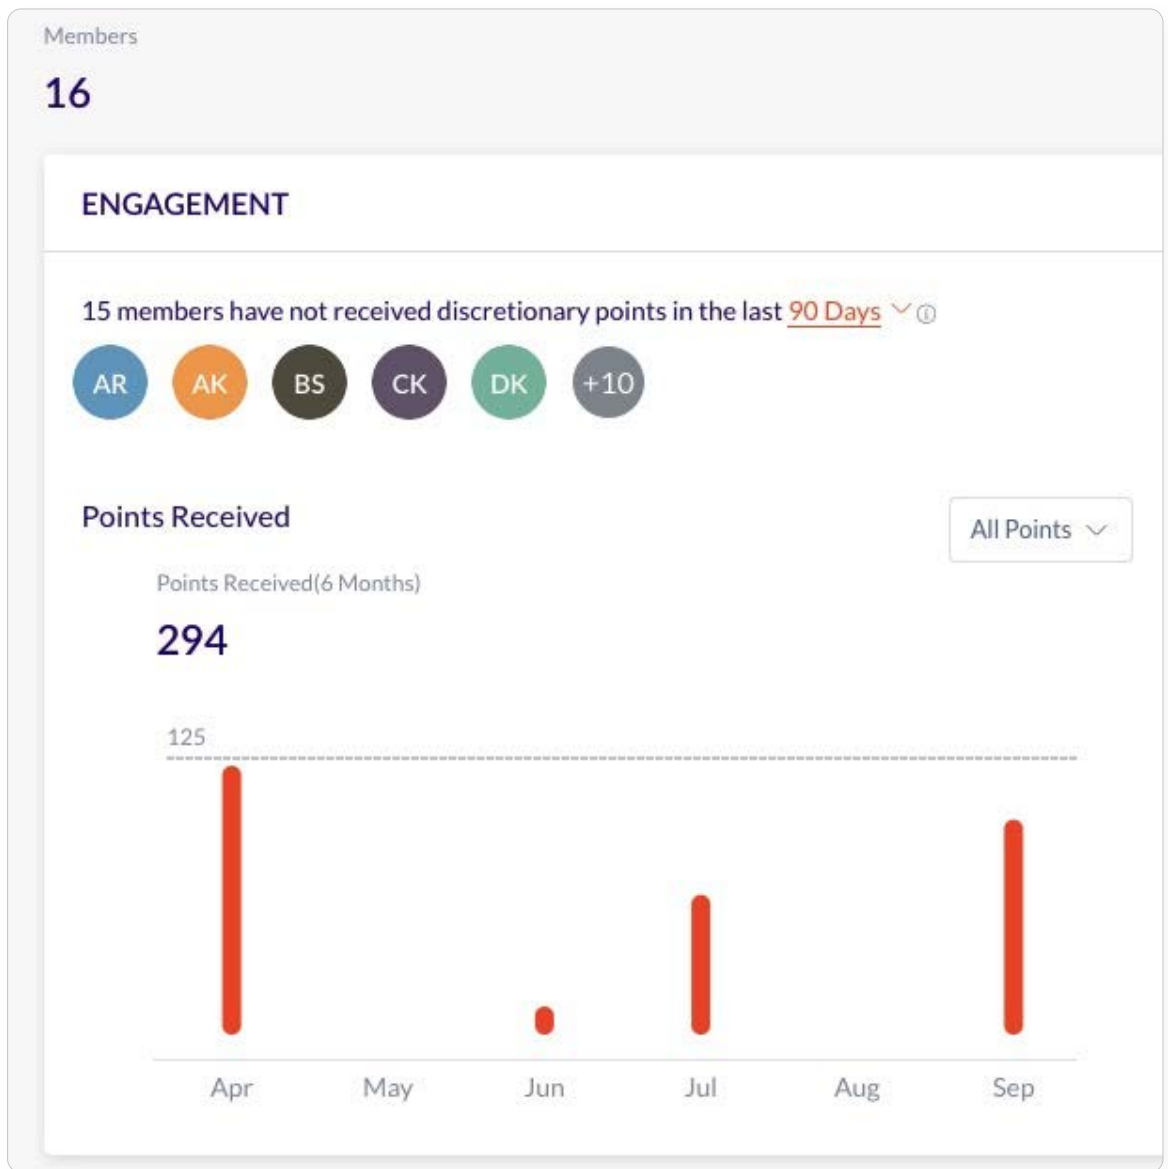 Members
16
ENGAGEMENT
15 members have not received discretionary points in the last 90 Days
AR AK BS CK DK +10
Points Received
All Points
Points Received(6 Months)
294
125
Apr May Jun Jul Aug Sep